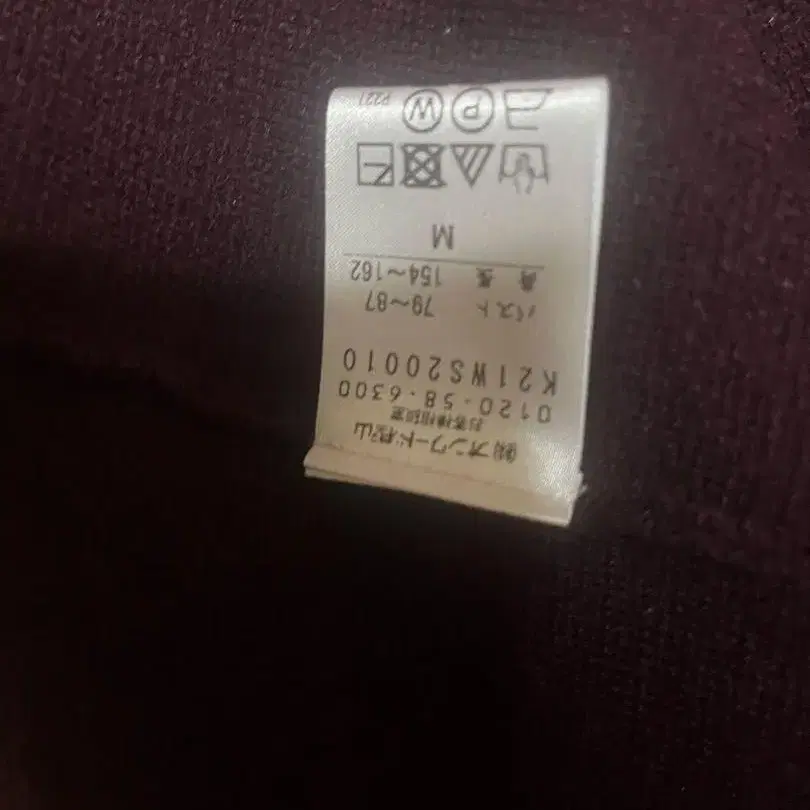 ㈱オンワード樫山
お客様相談室
0120-58-6300
K21WS20010
バスト 79〜87
身長 154〜162
M
P W P221